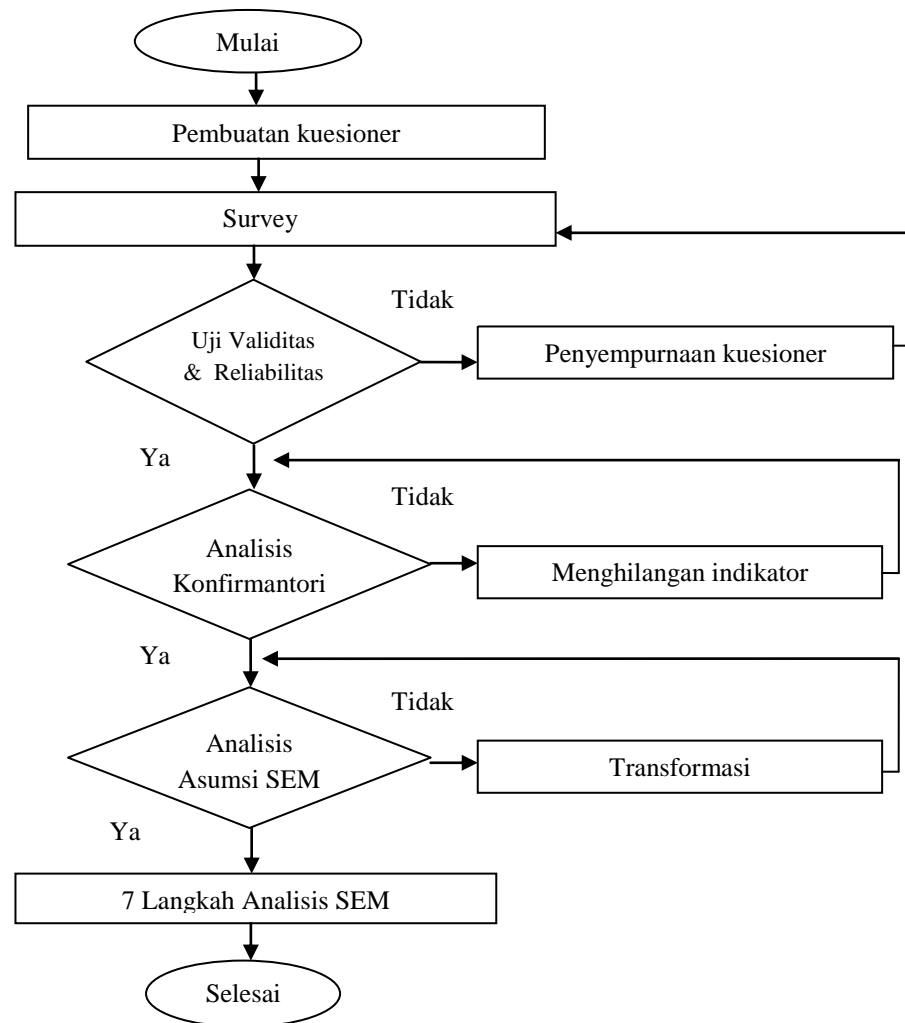 Mulai
Pembuatan kuesioner
Survey
Tidak
Uji Validitas
& Reliabilitas
Penyempurnaan kuesioner
Ya
Tidak
Analisis
Konfirmantori
Menghilangan indikator
Ya
Tidak
Analisis
Asumsi SEM
Transformasi
Ya
7 Langkah Analisis SEM
Selesai